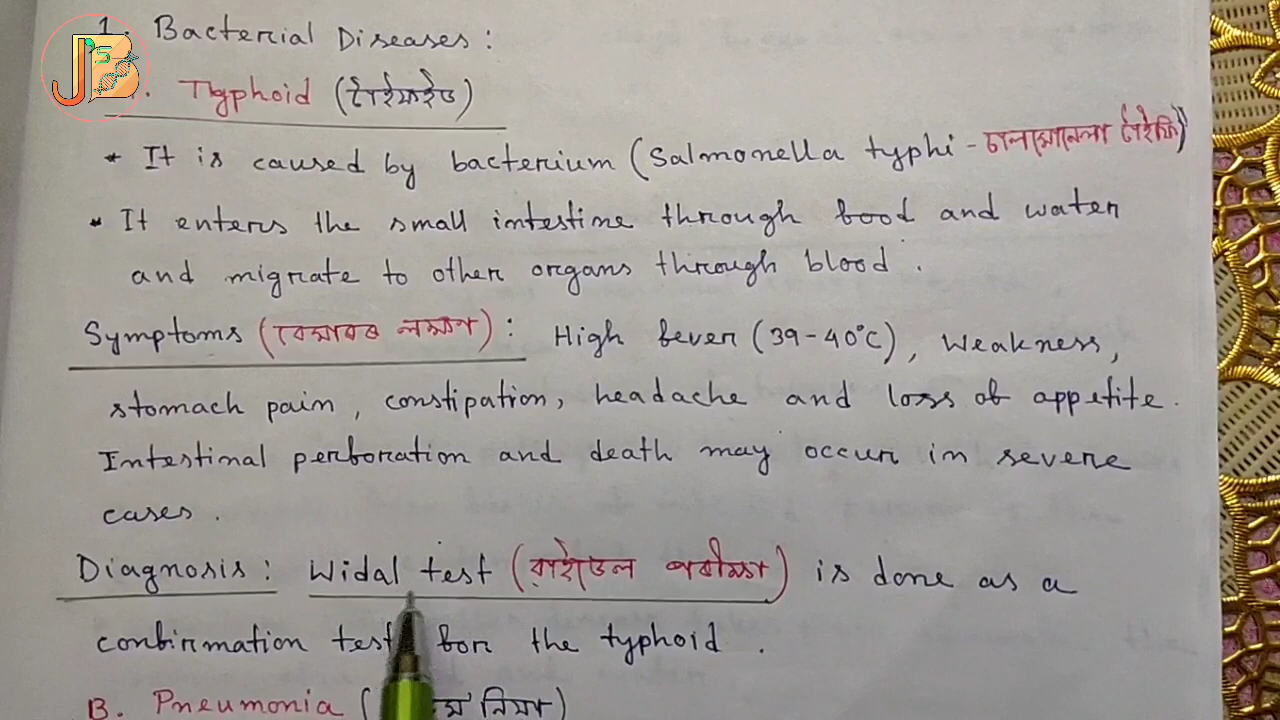 1. Bacterial Diseases:
JB'S
. Typhoid (টাইফইড)
* It is caused by bacterium (Salmonella typhi - চালমোনেলা টাইফি)
* It enters the small intestine through food and water
and migrate to other organs through blood.
Symptoms (বেমাৰৰ লক্ষণ): High fever (39-40°C), Weakness,
stomach pain, constipation, headache and loss of appetite.
Intestinal perforation and death may occur in severe
cases.
Diagnosis: Widal test (ৱাইডেল পৰীক্ষা) is done as a
confirmation test for the typhoid.
B. Pneumonia (